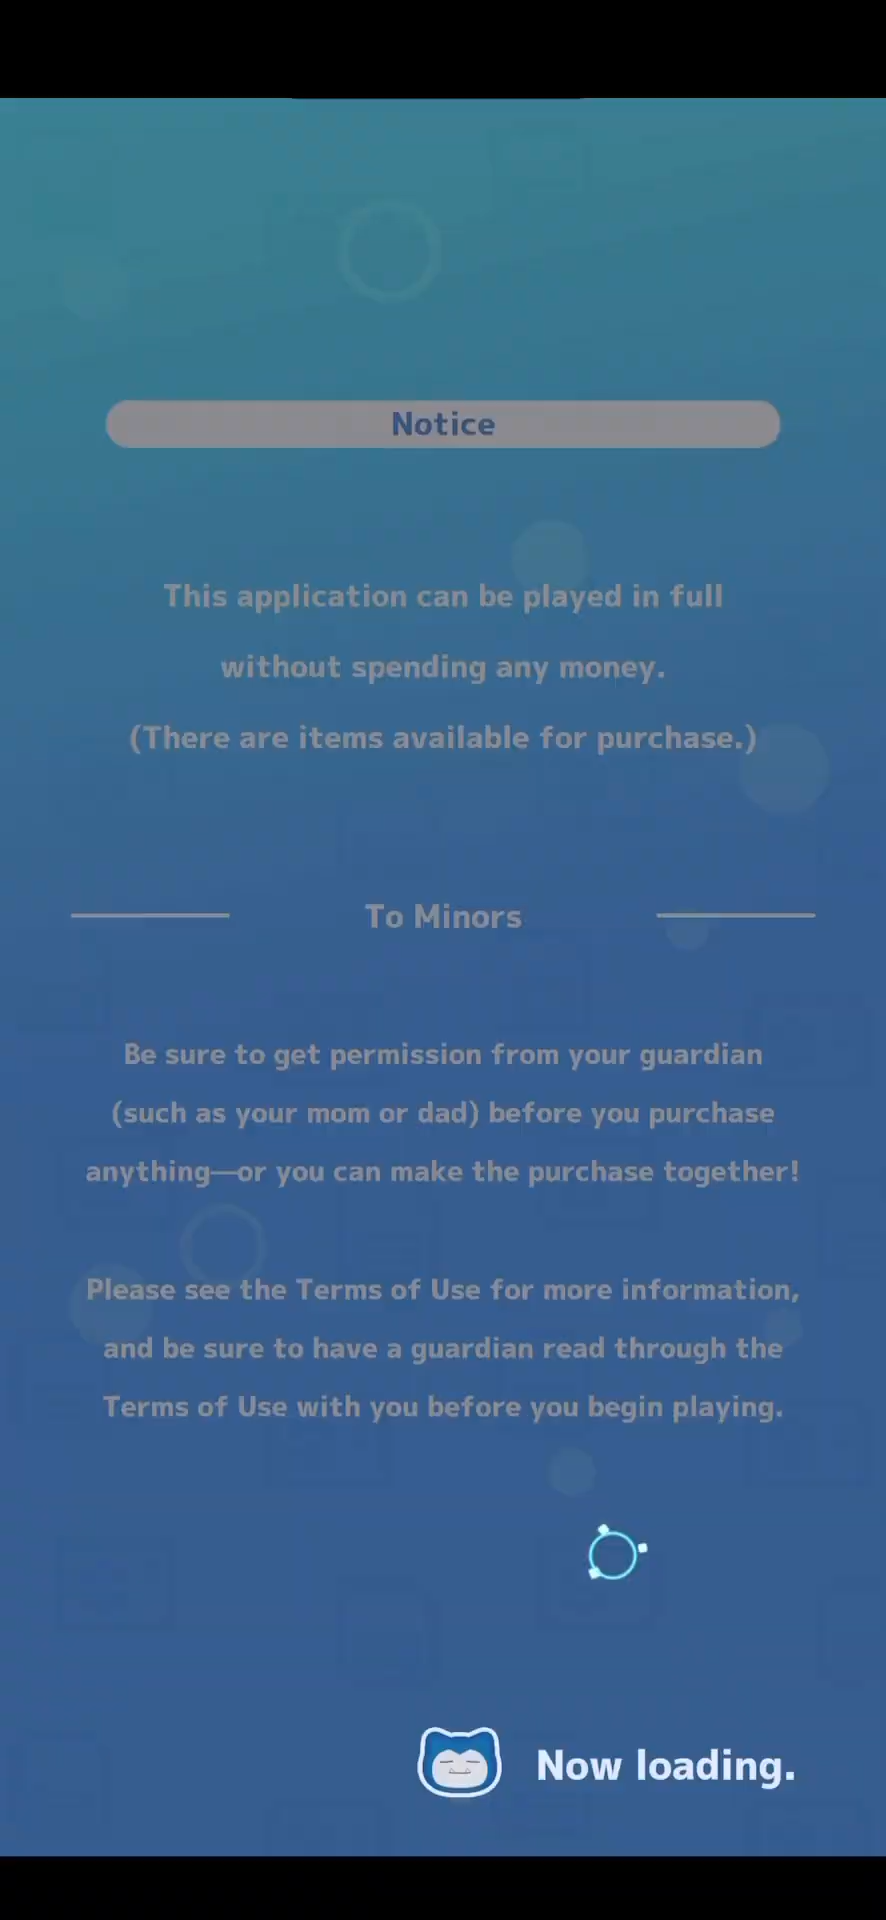 Notice
This application can be played in full
without spending any money.
(There are items available for purchase.)
To Minors
Be sure to get permission from your guardian
(such as your mom or dad) before you purchase
anything—or you can make the purchase together!
Please see the Terms of Use for more information,
and be sure to have a guardian read through the
Terms of Use with you before you begin playing.
Now loading.